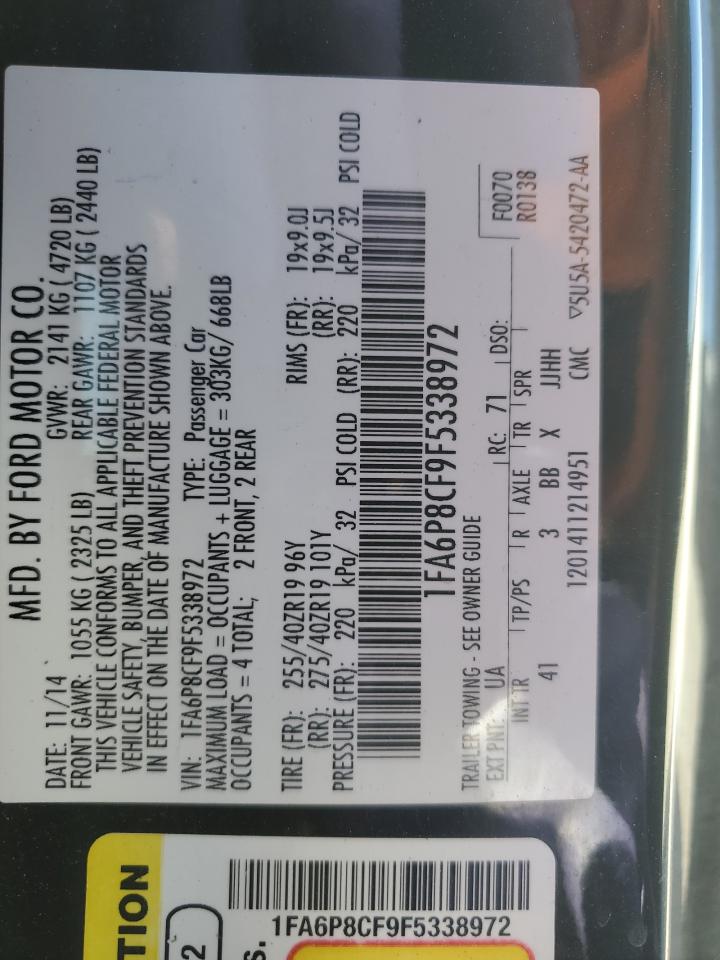 MFD. BY FORD MOTOR CO.
DATE: 11/14 GVWR: 2141 KG ( 4720 LB)
FRONT GAWR: 1055 KG ( 2325 LB) REAR GAWR: 1107 KG ( 2440 LB)
THIS VEHICLE CONFORMS TO ALL APPLICABLE FEDERAL MOTOR
VEHICLE SAFETY, BUMPER, AND THEFT PREVENTION STANDARDS
IN EFFECT ON THE DATE OF MANUFACTURE SHOWN ABOVE.
VIN: 1FA6P8CF9F5338972 TYPE: Passenger Car
MAXIMUM LOAD = OCCUPANTS + LUGGAGE = 303KG/ 668LB
OCCUPANTS = 4 TOTAL; 2 FRONT, 2 REAR
TIRE (FR): 255/40ZR19 96Y RIMS (FR): 19x9.0J
(RR): 275/40ZR19 101Y (RR): 19x9.5J
PRESSURE (FR): 220 kPa/ 32 PSI COLD (RR): 220 kPa/ 32 PSI COLD
1FA6P8CF9F5338972
TRAILER TOWING - SEE OWNER GUIDE
EXT PNT: UA RC: 71 DSO: F0070
R0138
INT TR TP/PS R AXLE TR SPR
41 3 BB X JJHH
1201411214951 CMC ▽5U5A-5420472-AA
TION
2
S.
1FA6P8CF9F5338972